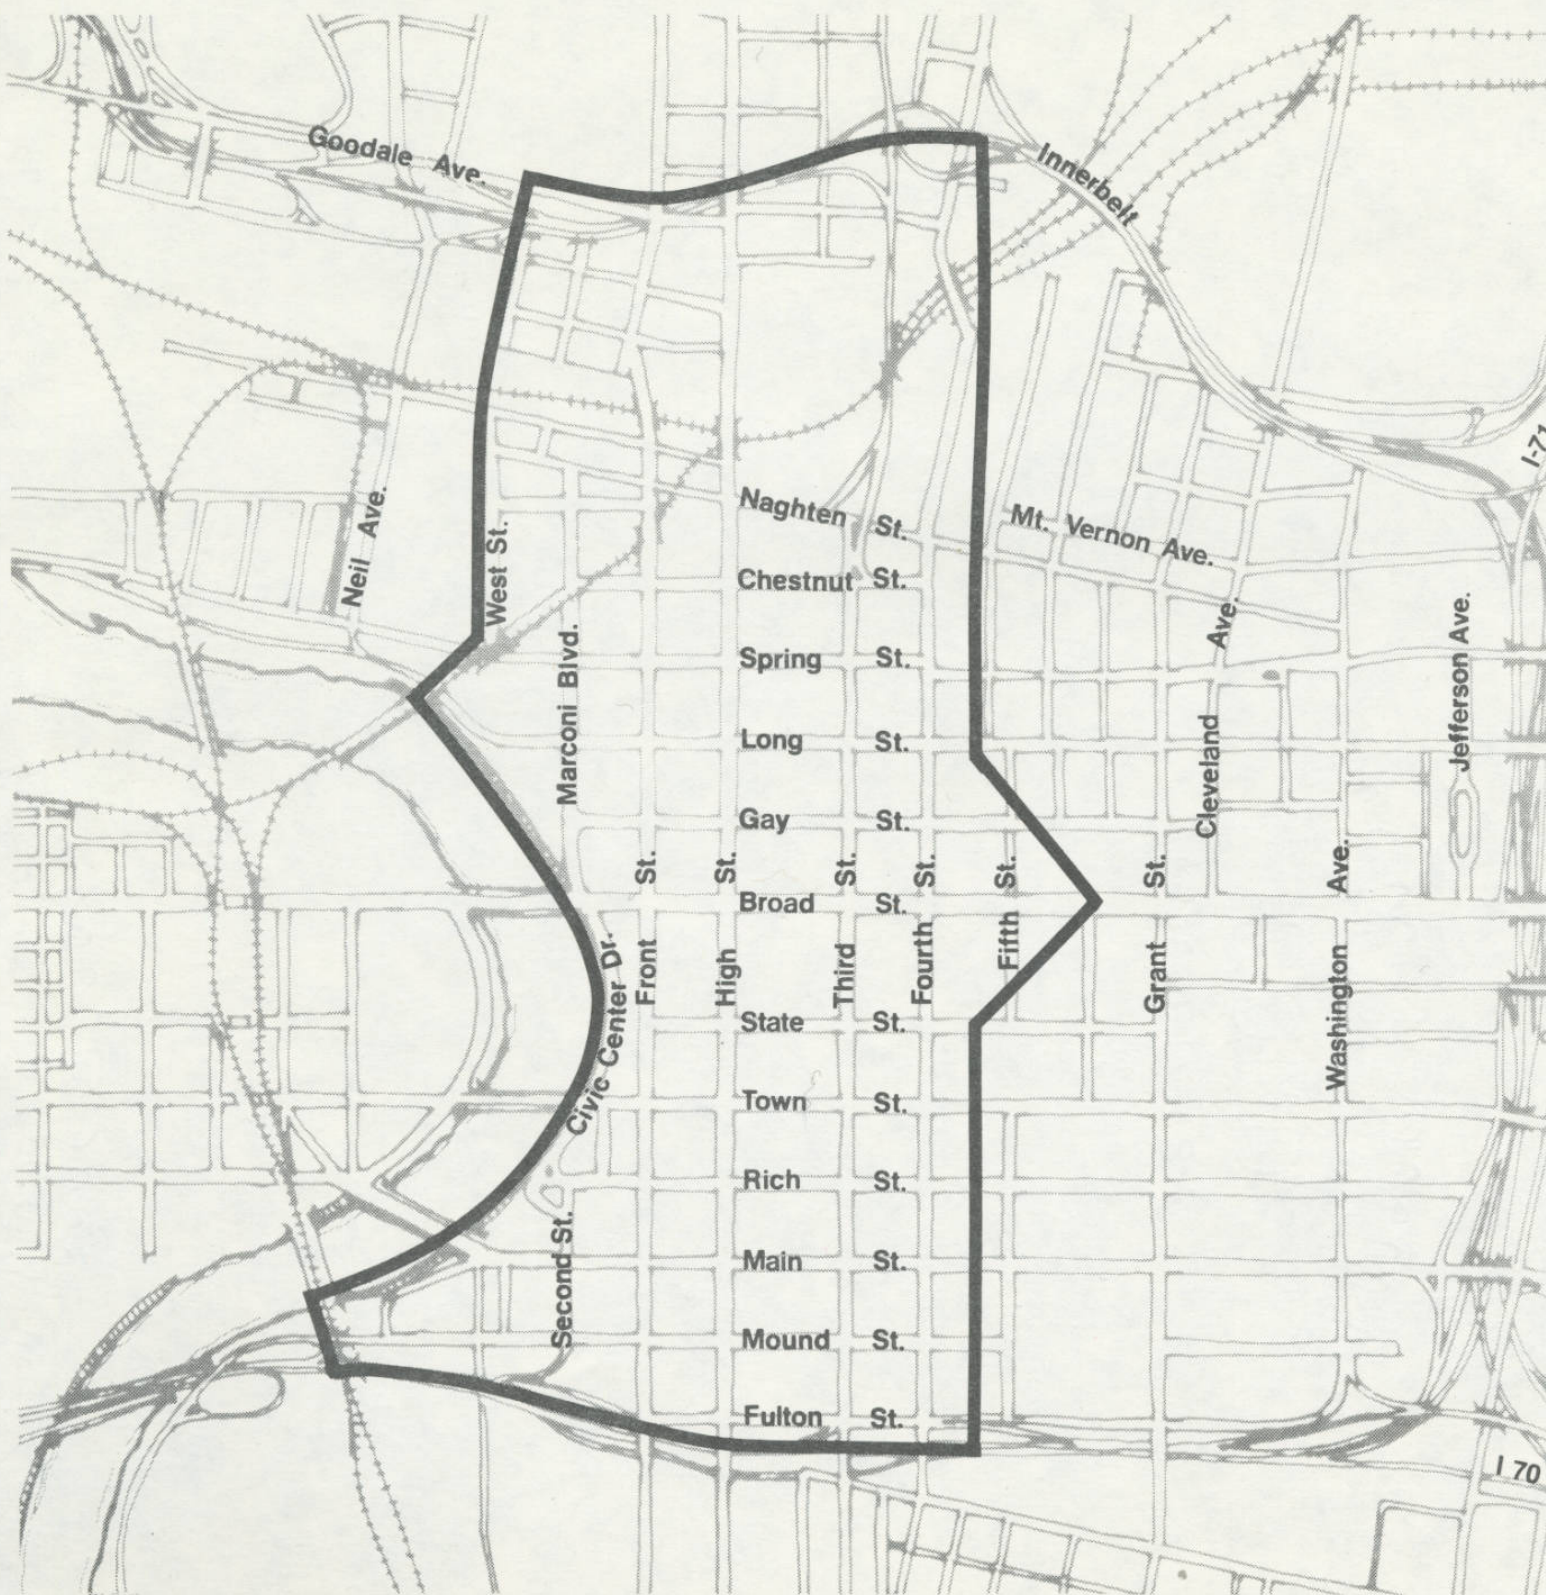 Goodale Ave.
Innerbelt
I-71
Neil Ave.
West St.
Naghten St.
Mt. Vernon Ave.
Chestnut St.
Marconi Blvd.
Spring St.
Cleveland Ave.
Jefferson Ave.
Long St.
Gay St.
Front St.
High St.
Third St.
Fourth St.
Fifth St.
Grant St.
Washington Ave.
Broad St.
Civic Center Dr.
State St.
Town St.
Rich St.
Second St.
Main St.
Mound St.
Fulton St.
I 70